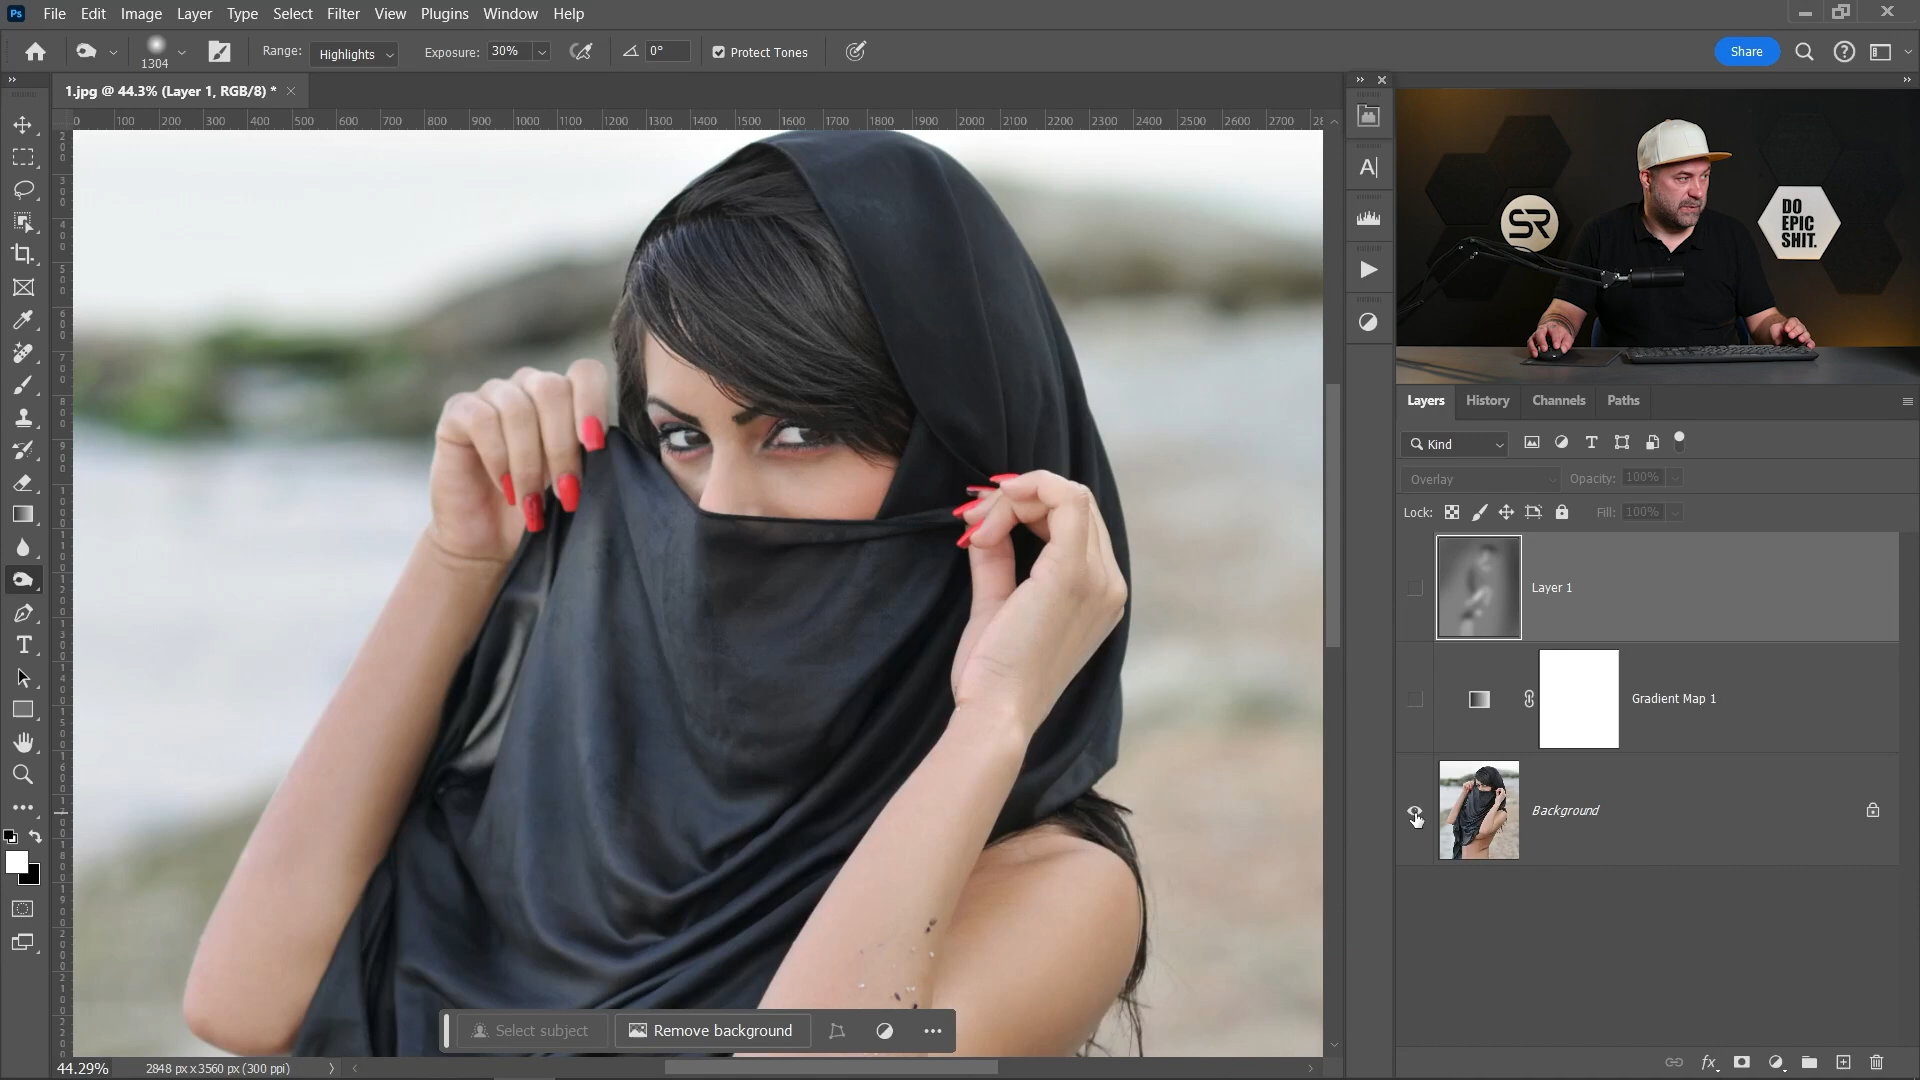 Ps File Edit Image Layer Type Select Filter View Plugins Window Help
1304 Range: Highlights Exposure: 30% 0° Protect Tones Share
1.jpg @ 44.3% (Layer 1, RGB/8) *
0 100 200 300 400 500 600 700 800 900 1000 1100 1200 1300 1400 1500 1600 1700 1800 1900 2000 2100 2200 2300 2400 2500 2600 2700
SR
DO
EPIC
SHIT.
Layers History Channels Paths
Kind
Overlay Opacity: 100%
Lock: Fill: 100%
Layer 1
Gradient Map 1
Background
Select subject Remove background
44.29% 2848 px x 3560 px (300 ppi)